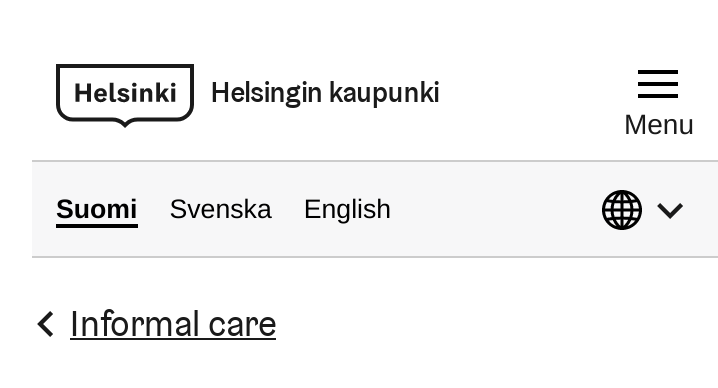 Helsinki Helsingin kaupunki
Menu
Suomi Svenska English
Informal care